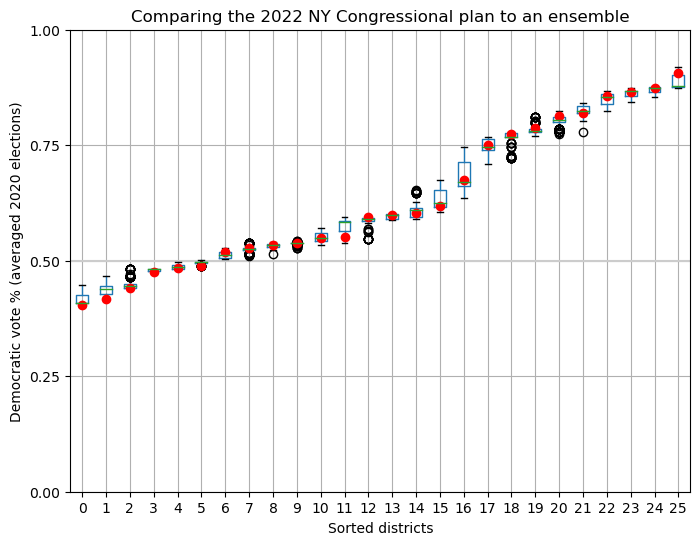 Comparing the 2022 NY Congressional plan to an ensemble
1.00
0.75
0.50
0.25
0.00
Democratic vote % (averaged 2020 elections)
0 1 2 3 4 5 6 7 8 9 10 11 12 13 14 15 16 17 18 19 20 21 22 23 24 25
Sorted districts